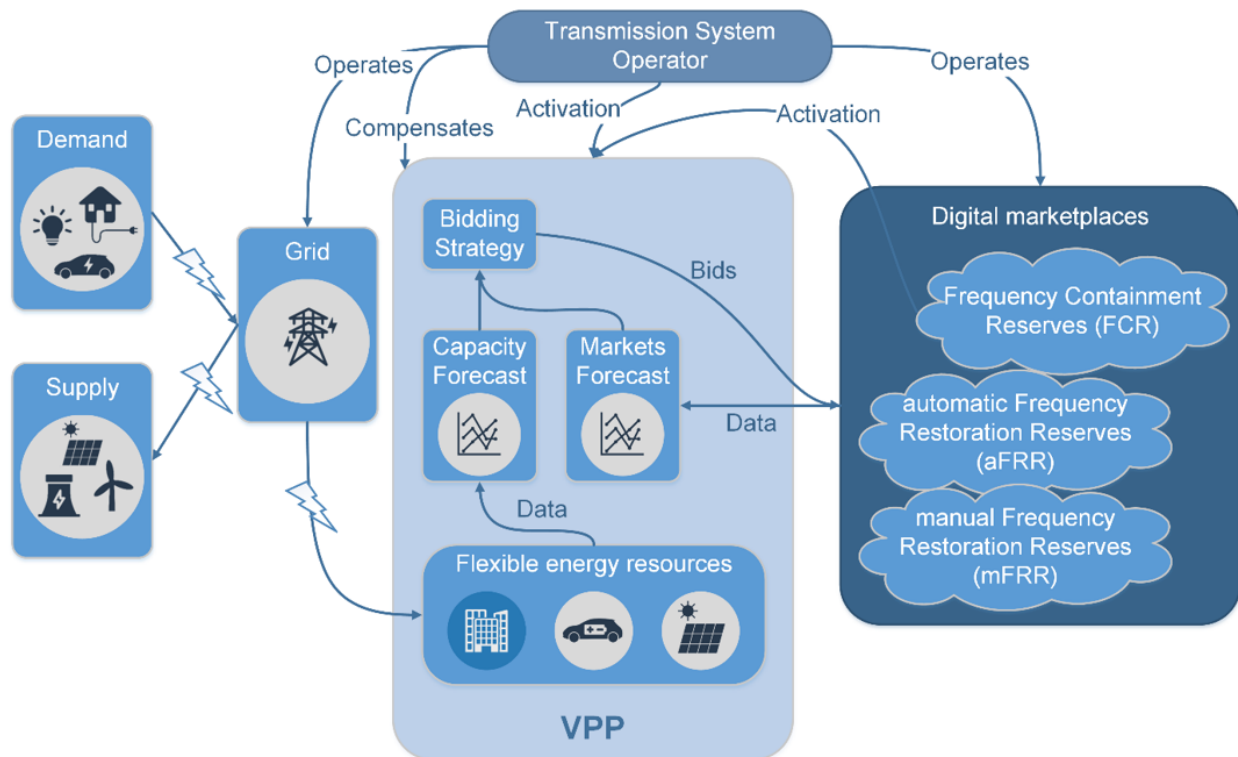 Transmission System
Operator
Operates
Compensates
Activation
Activation
Operates
Demand
Supply
Grid
Bidding
Strategy
Capacity
Forecast
Markets
Forecast
Bids
Data
Data
Flexible energy resources
VPP
Digital marketplaces
Frequency Containment
Reserves (FCR)
automatic Frequency
Restoration Reserves
(aFRR)
manual Frequency
Restoration Reserves
(mFRR)